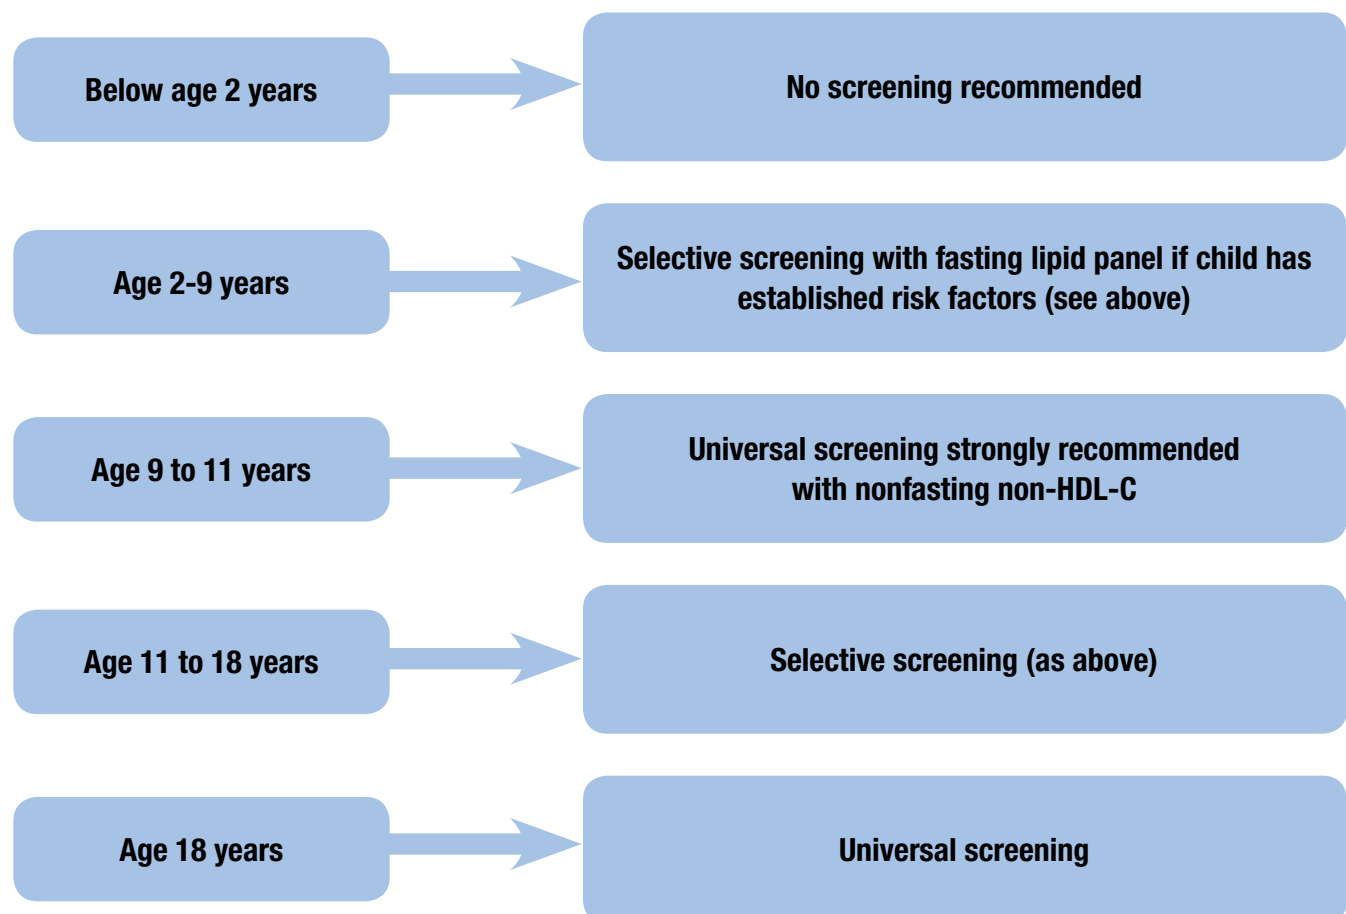 Below age 2 years
No screening recommended
Age 2-9 years
Selective screening with fasting lipid panel if child has
established risk factors (see above)
Age 9 to 11 years
Universal screening strongly recommended
with nonfasting non-HDL-C
Age 11 to 18 years
Selective screening (as above)
Age 18 years
Universal screening